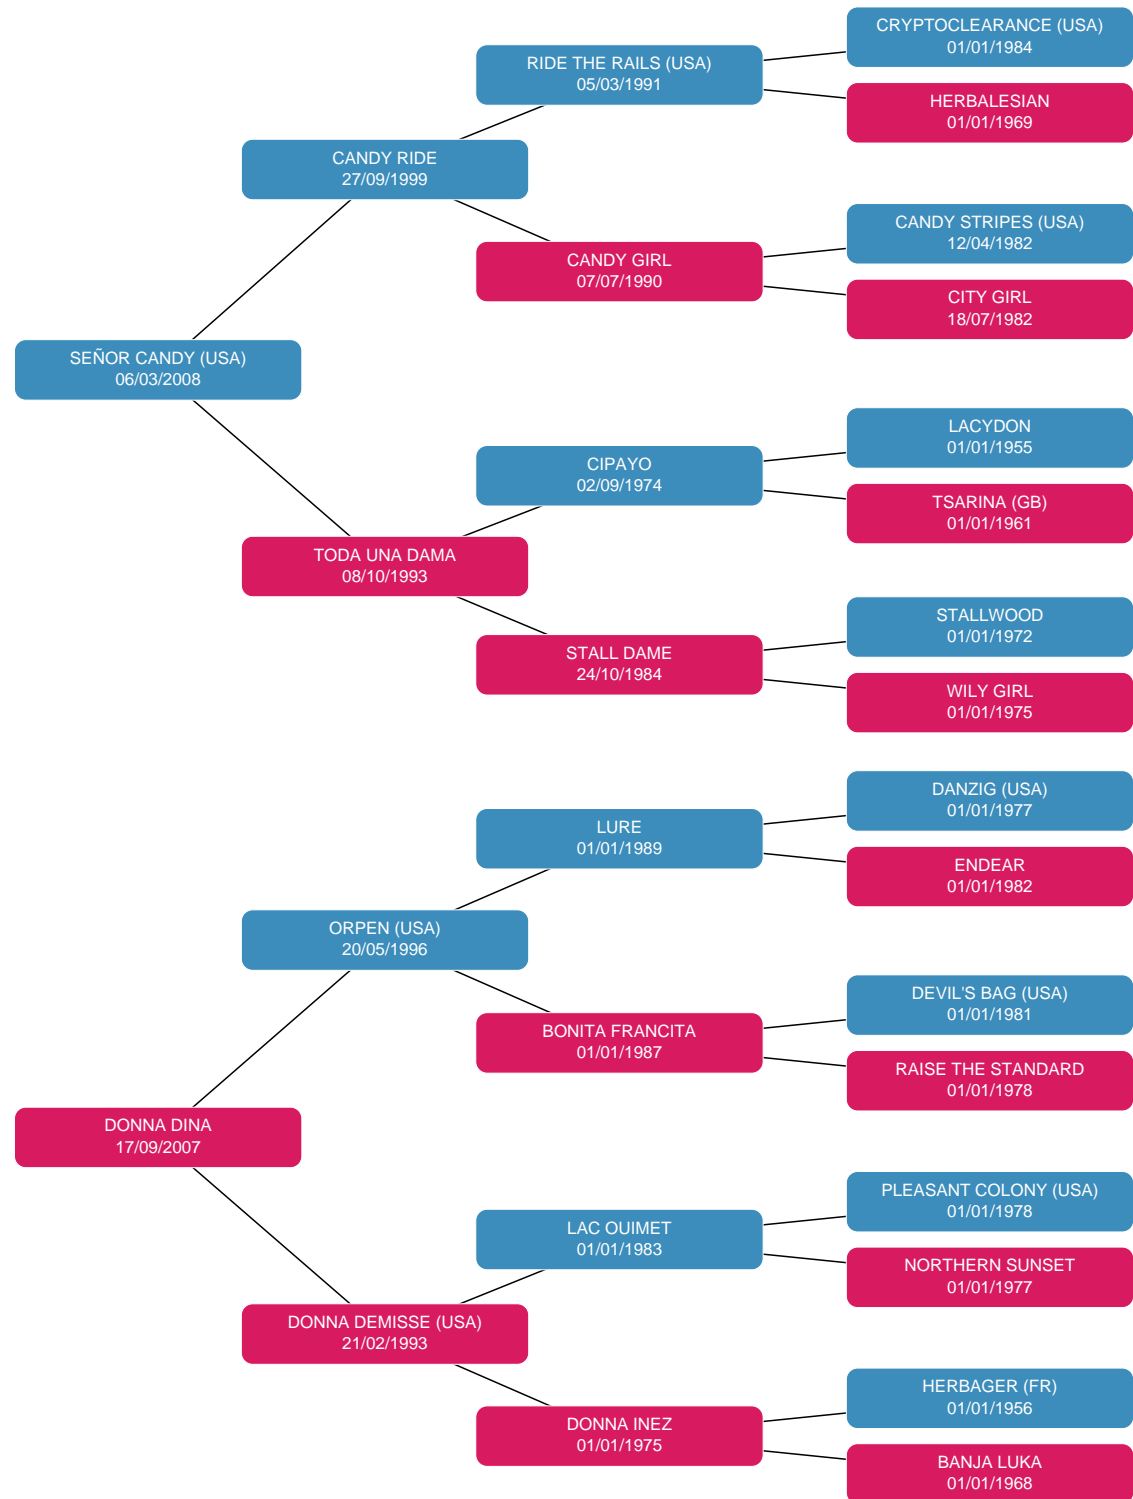 CRYPTOCLEARANCE (USA)
01/01/1984
RIDE THE RAILS (USA)
05/03/1991
HERBALESIAN
01/01/1969
CANDY RIDE
27/09/1999
CANDY STRIPES (USA)
12/04/1982
CANDY GIRL
07/07/1990
CITY GIRL
18/07/1982
SEÑOR CANDY (USA)
06/03/2008
LACYDON
01/01/1955
CIPAYO
02/09/1974
TSARINA (GB)
01/01/1961
TODA UNA DAMA
08/10/1993
STALLWOOD
01/01/1972
STALL DAME
24/10/1984
WILY GIRL
01/01/1975
DANZIG (USA)
01/01/1977
LURE
01/01/1989
ENDEAR
01/01/1982
ORPEN (USA)
20/05/1996
DEVIL'S BAG (USA)
01/01/1981
BONITA FRANCITA
01/01/1987
RAISE THE STANDARD
01/01/1978
DONNA DINA
17/09/2007
PLEASANT COLONY (USA)
01/01/1978
LAC OUIMET
01/01/1983
NORTHERN SUNSET
01/01/1977
DONNA DEMISSE (USA)
21/02/1993
HERBAGER (FR)
01/01/1956
DONNA INEZ
01/01/1975
BANJA LUKA
01/01/1968